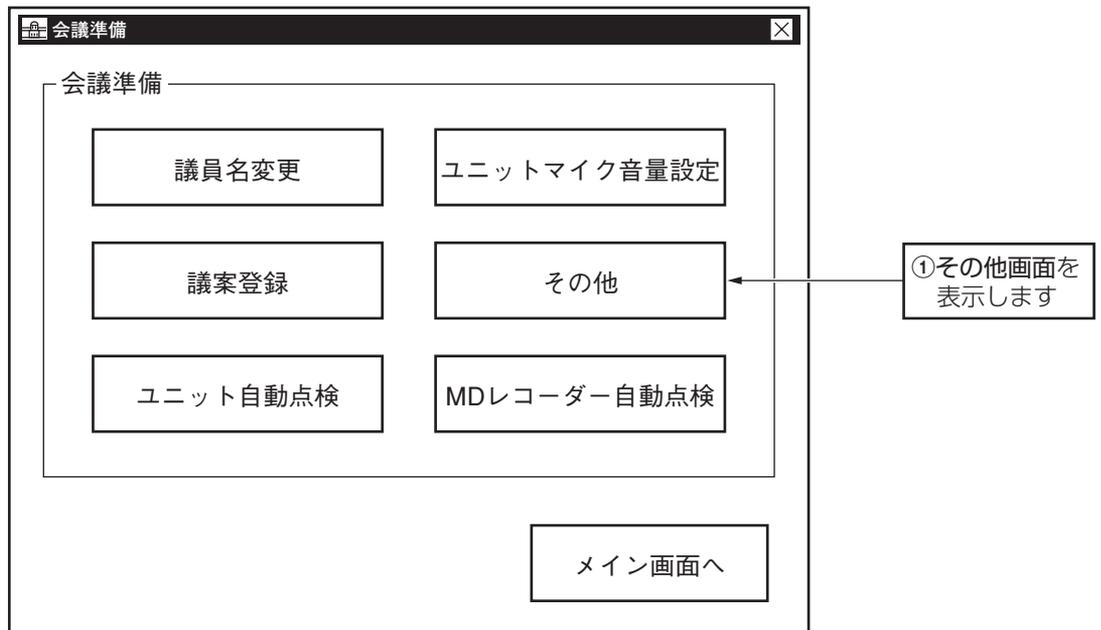 会議準備
会議準備
議員名変更
ユニットマイク音量設定
議案登録
その他
①その他画面を
表示します
ユニット自動点検
MDレコーダー自動点検
メイン画面へ